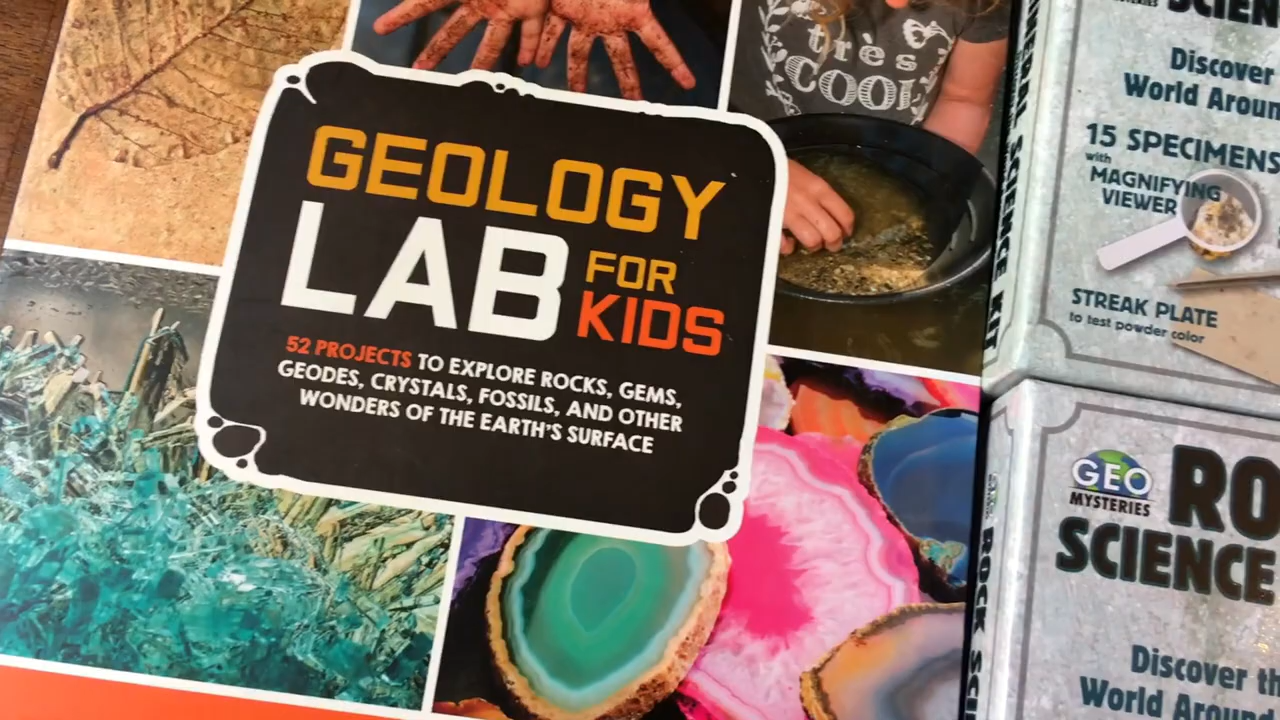 très
COOL
GEOLOGY
LAB FOR
KIDS
52 PROJECTS TO EXPLORE ROCKS, GEMS,
GEODES, CRYSTALS, FOSSILS, AND OTHER
WONDERS OF THE EARTH'S SURFACE
Discover
World Aroun
15 SPECIMENS
with
MAGNIFYING
VIEWER
STREAK PLATE
to test powder color
SCIENCE KIT
GEO
MYSTERIES
RO
SCIENCE
Discover th
World Around
ROCK SCI